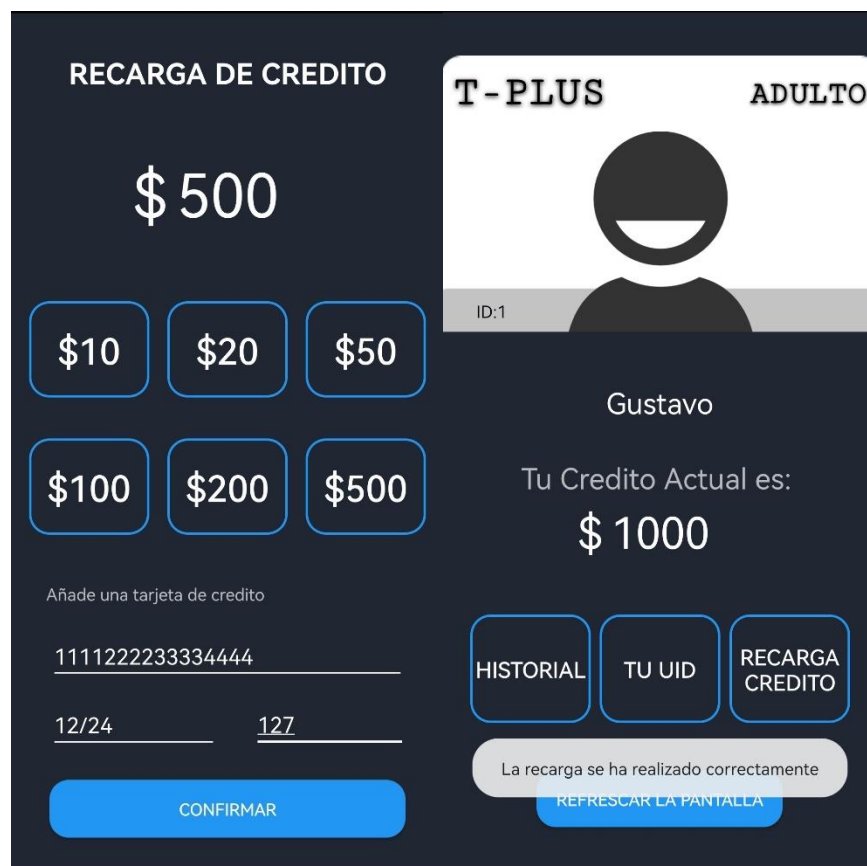 RECARGA DE CREDITO
$ 500
$10
$20
$50
$100
$200
$500
Añade una tarjeta de credito
1111222233334444
12/24
127
CONFIRMAR
T-PLUS
ADULTO
ID:1
Gustavo
Tu Credito Actual es:
$ 1000
HISTORIAL
TU UID
RECARGA
CREDITO
La recarga se ha realizado correctamente
REFRESCAR LA PANTALLA